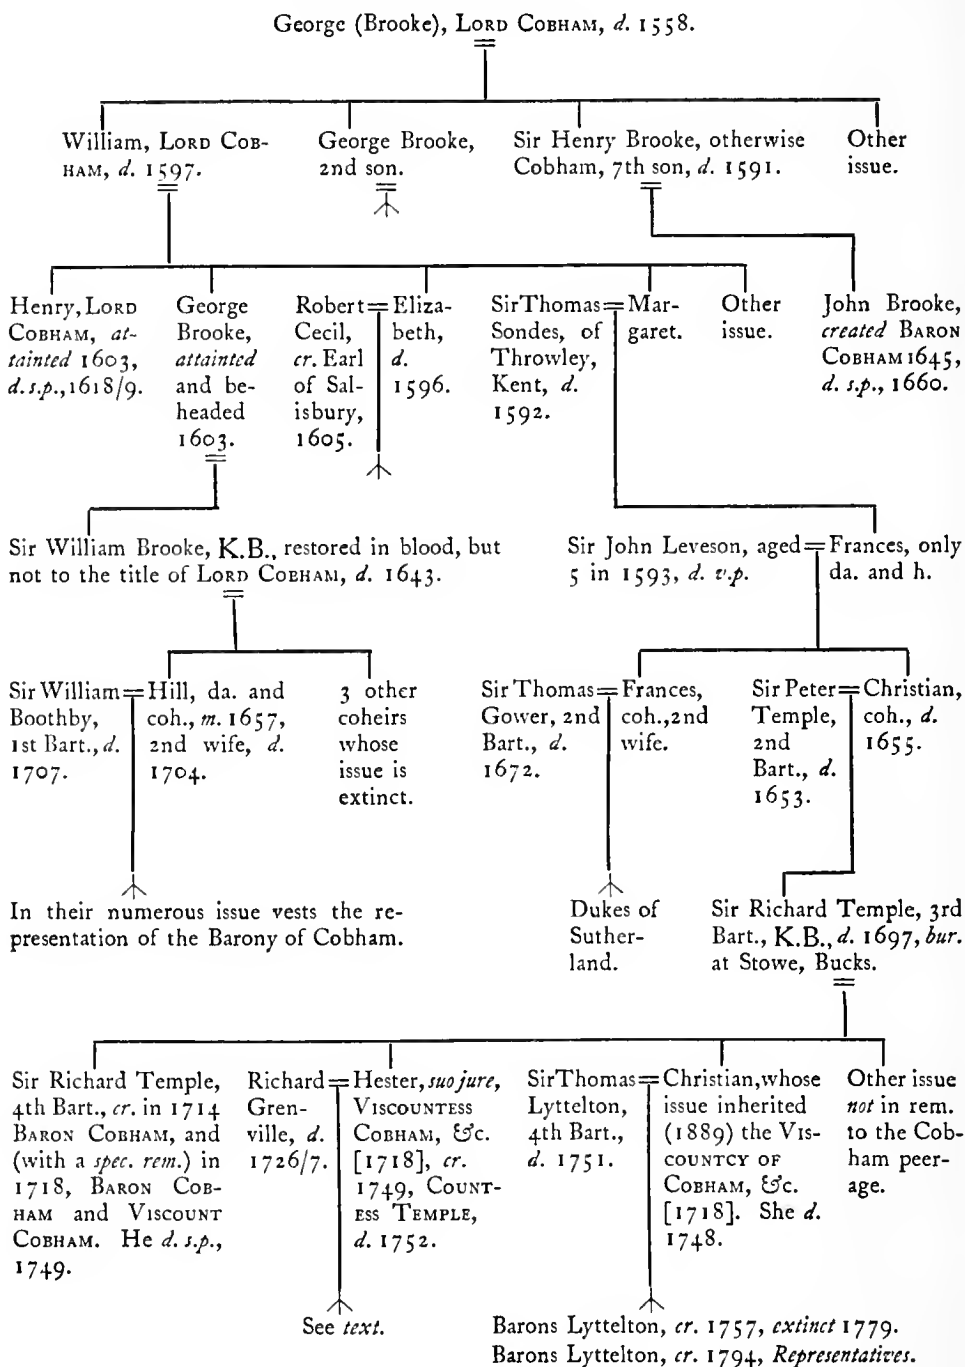 George (Brooke), LORD COBHAM, d. 1558.
William, LORD COB-
HAM, d. 1597.
George Brooke,
2nd son.
Sir Henry Brooke, otherwise
Cobham, 7th son, d. 1591.
Other
issue.
Henry, LORD
COBHAM, at-
tainted 1603,
d.s.p., 1618/9.
George
Brooke,
attainted
and be-
headed
1603.
Robert
Cecil,
cr. Earl
of Sal-
isbury,
1605.
Eliza-
beth,
d.
1596.
Sir Thomas
Sondes, of
Throwley,
Kent, d.
1592.
Mar-
garet.
Other
issue.
John Brooke,
created BARON
COBHAM 1645,
d. s.p., 1660.
Sir William Brooke, K.B., restored in blood, but
not to the title of LORD COBHAM, d. 1643.
Sir John Leveson, aged
5 in 1593, d. v.p.
Frances, only
da. and h.
Sir William
Boothby,
1st Bart., d.
1707.
Hill, da. and
coh., m. 1657,
2nd wife, d.
1704.
3 other
coheirs
whose
issue is
extinct.
Sir Thomas
Gower, 2nd
Bart., d.
1672.
Frances,
coh., 2nd
wife.
Sir Peter
Temple,
2nd
Bart., d.
1653.
Christian,
coh., d.
1655.
In their numerous issue vests the re-
presentation of the Barony of Cobham.
Dukes of
Suther-
land.
Sir Richard Temple, 3rd
Bart., K.B., d. 1697, bur.
at Stowe, Bucks.
Sir Richard Temple,
4th Bart., cr. in 1714
BARON COBHAM, and
(with a spec. rem.) in
1718, BARON COB-
HAM and VISCOUNT
COBHAM. He d. s.p.,
1749.
Richard
Gren-
ville, d.
1726/7.
Hester, suo jure,
VISCOUNTESS
COBHAM, &c.
[1718], cr.
1749, COUNT-
ESS TEMPLE,
d. 1752.
Sir Thomas
Lyttelton,
4th Bart.,
d. 1751.
Christian, whose
issue inherited
(1889) the VIS-
COUNTCY OF
COBHAM, &c.
[1718]. She d.
1748.
Other issue
not in rem.
to the Cob-
ham peer-
age.
See text.
Barons Lyttelton, cr. 1757, extinct 1779.
Barons Lyttelton, cr. 1794, Representatives.